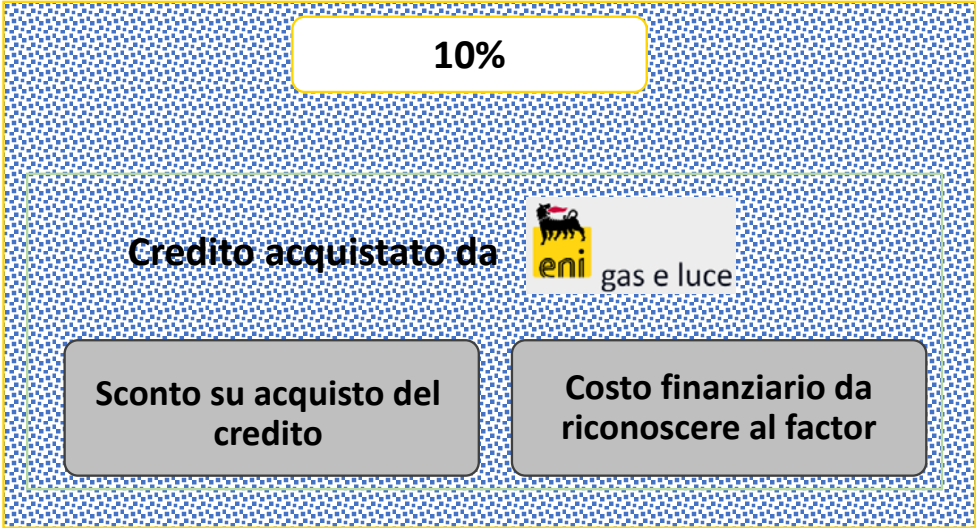 10%
Credito acquistato da
eni
gas e luce
Sconto su acquisto del
credito
Costo finanziario da
riconoscere al factor